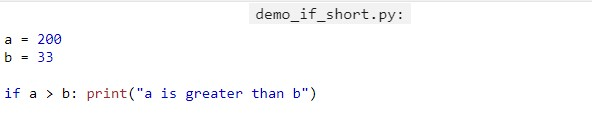 demo_if_short.py:
a = 200
b = 33
if a > b: print("a is greater than b")